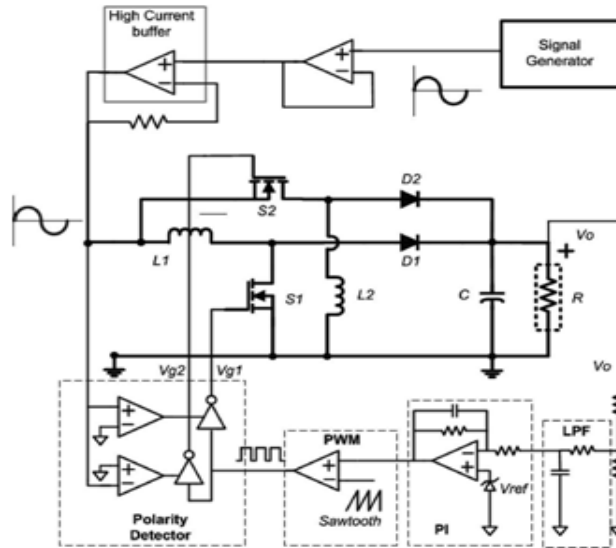 High Current
buffer
Signal
Generator
S2
D2
L1
D1
Vo
+
S1
L2
C
R
Vg2
Vg1
Vo
PWM
LPF
Sawtooth
Vref
Polarity
Detector
PI